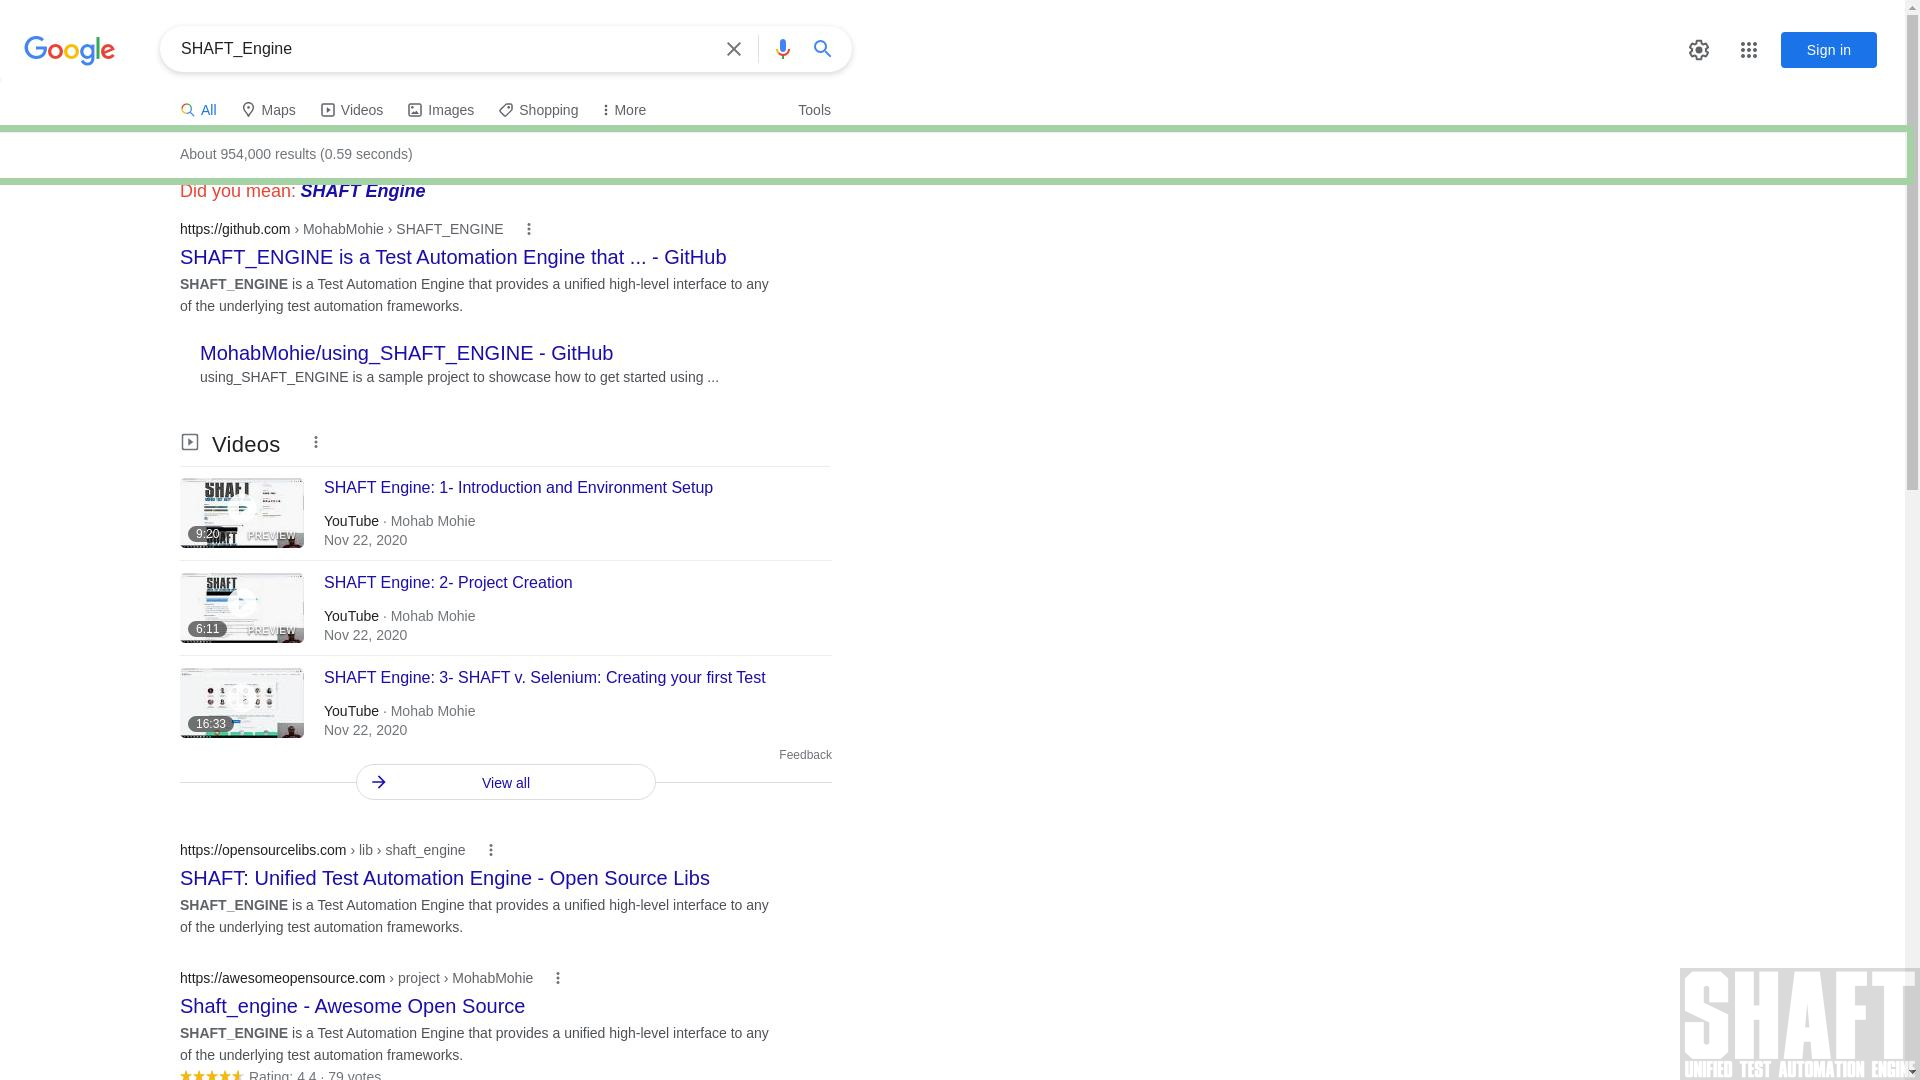 Google
SHAFT_Engine
Sign in
All Maps Videos Images Shopping More Tools
About 954,000 results (0.59 seconds)
Did you mean: SHAFT Engine
https://github.com › MohabMohie › SHAFT_ENGINE
SHAFT_ENGINE is a Test Automation Engine that ... - GitHub
SHAFT_ENGINE is a Test Automation Engine that provides a unified high-level interface to any
of the underlying test automation frameworks.
MohabMohie/using_SHAFT_ENGINE - GitHub
using_SHAFT_ENGINE is a sample project to showcase how to get started using ...
Videos
SHAFT Engine: 1- Introduction and Environment Setup
YouTube · Mohab Mohie
Nov 22, 2020
SHAFT
9:20
PREVIEW
SHAFT Engine: 2- Project Creation
YouTube · Mohab Mohie
Nov 22, 2020
SHAFT
6:11
PREVIEW
SHAFT Engine: 3- SHAFT v. Selenium: Creating your first Test
YouTube · Mohab Mohie
Nov 22, 2020
16:33
Feedback
View all
https://opensourcelibs.com › lib › shaft_engine
SHAFT: Unified Test Automation Engine - Open Source Libs
SHAFT_ENGINE is a Test Automation Engine that provides a unified high-level interface to any
of the underlying test automation frameworks.
https://awesomeopensource.com › project › MohabMohie
Shaft_engine - Awesome Open Source
SHAFT_ENGINE is a Test Automation Engine that provides a unified high-level interface to any
of the underlying test automation frameworks.
Rating: 4.4 · 79 votes
SHAFT
UNIFIED TEST AUTOMATION ENGINE